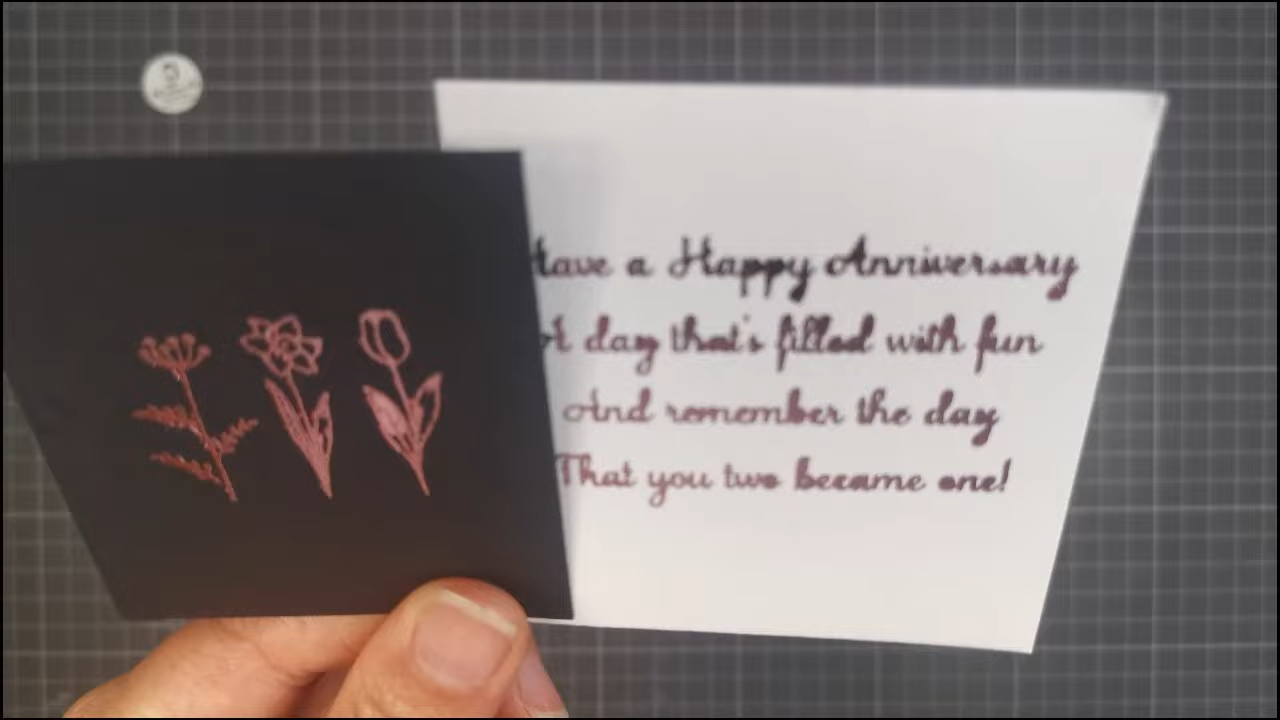 Have a Happy Anniversary
A day that's filled with fun
And remember the day
That you two became one!